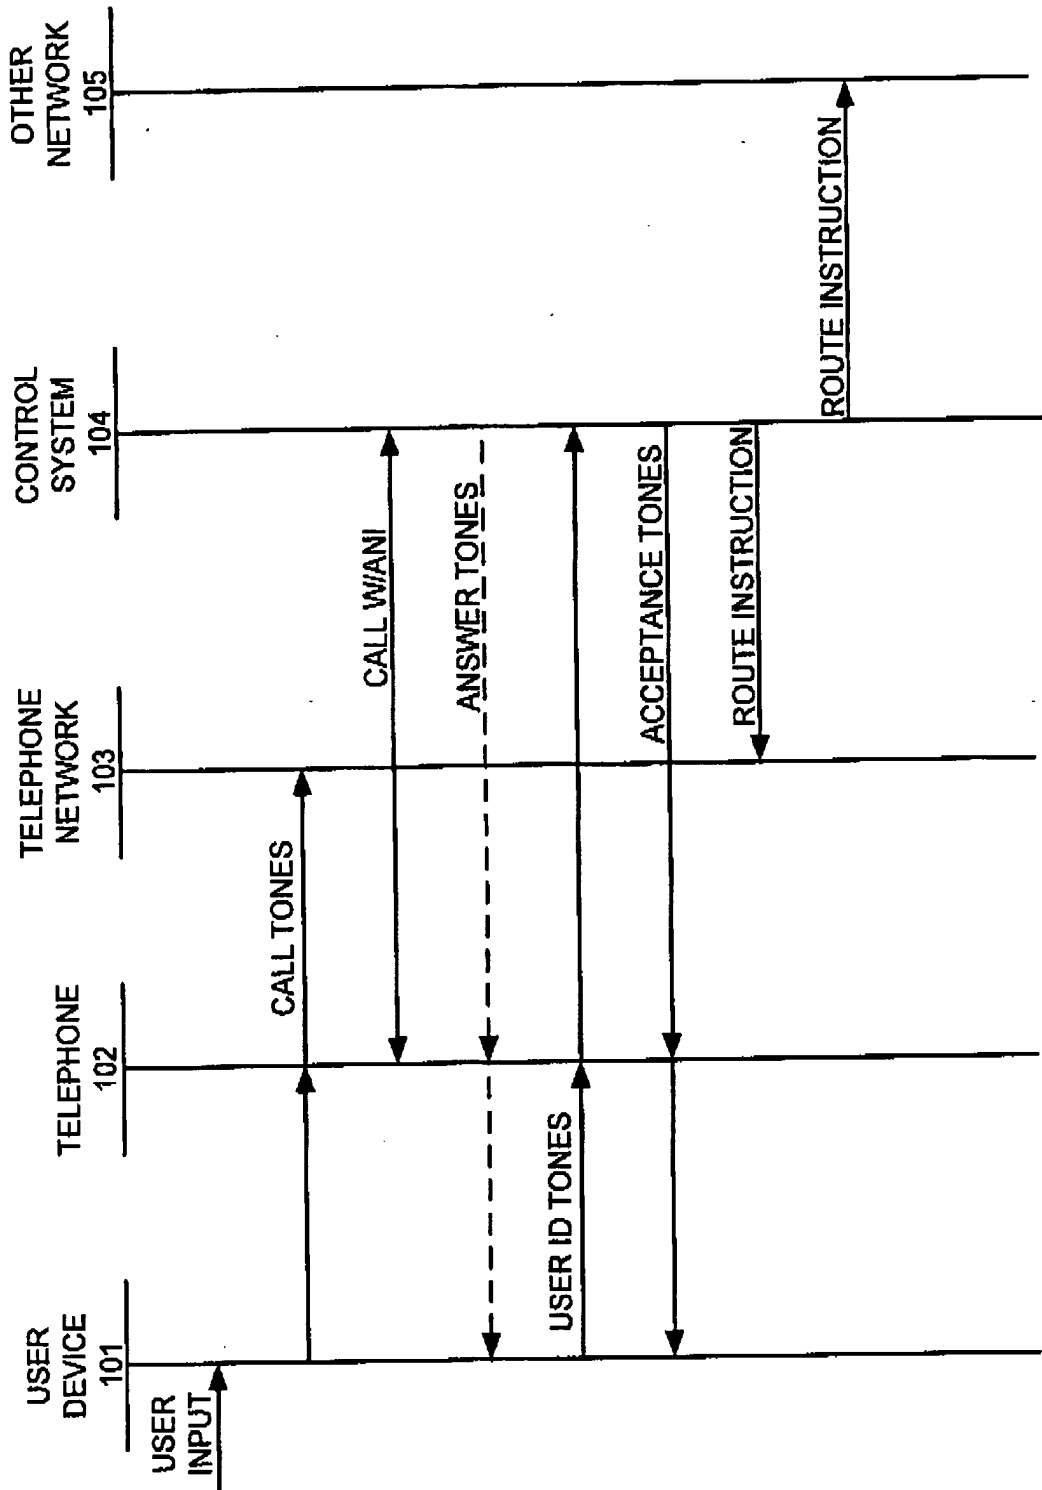 USER
DEVICE
101
TELEPHONE
102
TELEPHONE
NETWORK
103
CONTROL
SYSTEM
104
OTHER
NETWORK
105
USER
INPUT
CALL TONES
CALL W/ANI
ANSWER TONES
USER ID TONES
ACCEPTANCE TONES
ROUTE INSTRUCTION
ROUTE INSTRUCTION